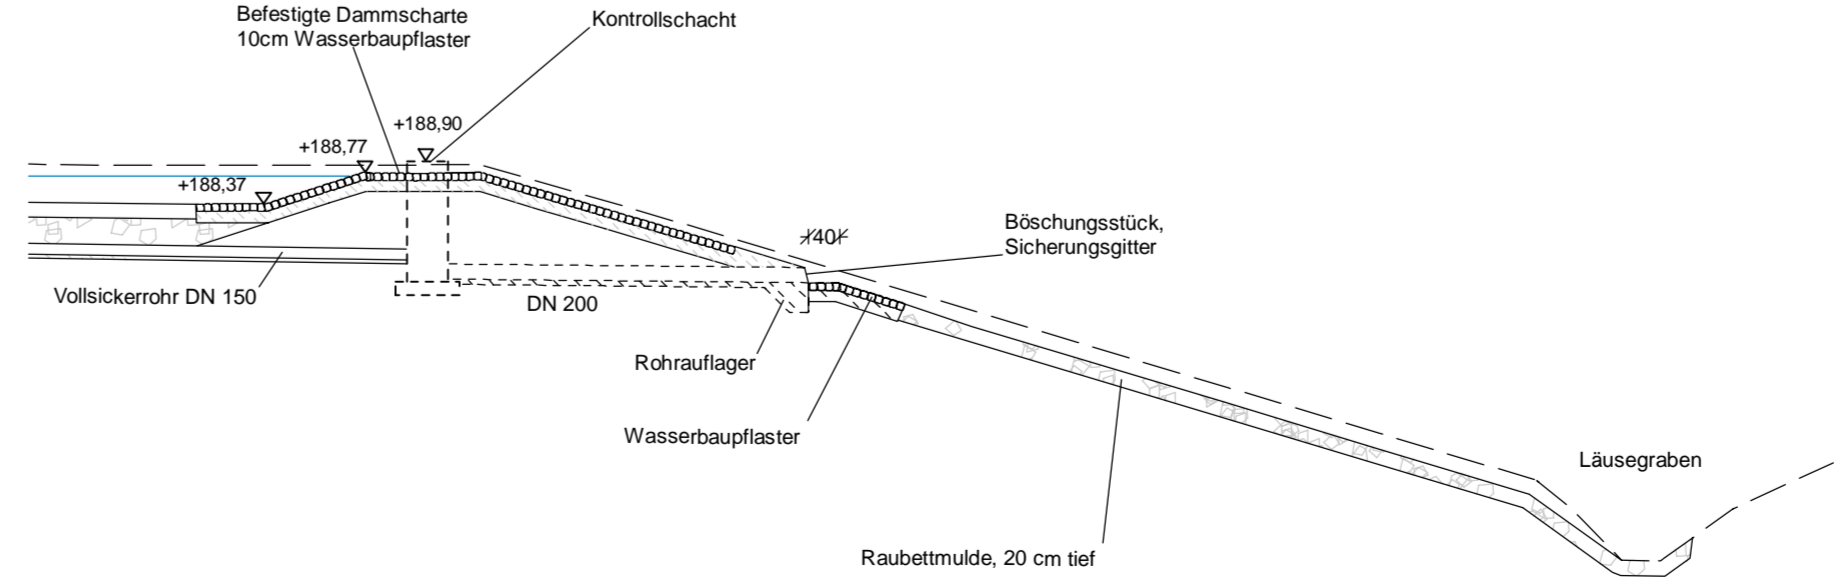 Befestigte Dammscharte
10cm Wasserbaupflaster
Kontrollschacht
+188,90
+188,77
+188,37
40
Böschungsstück,
Sicherungsgitter
Vollsickerrohr DN 150
DN 200
Rohrauflager
Wasserbaupflaster
Läusegraben
Raubettmulde, 20 cm tief